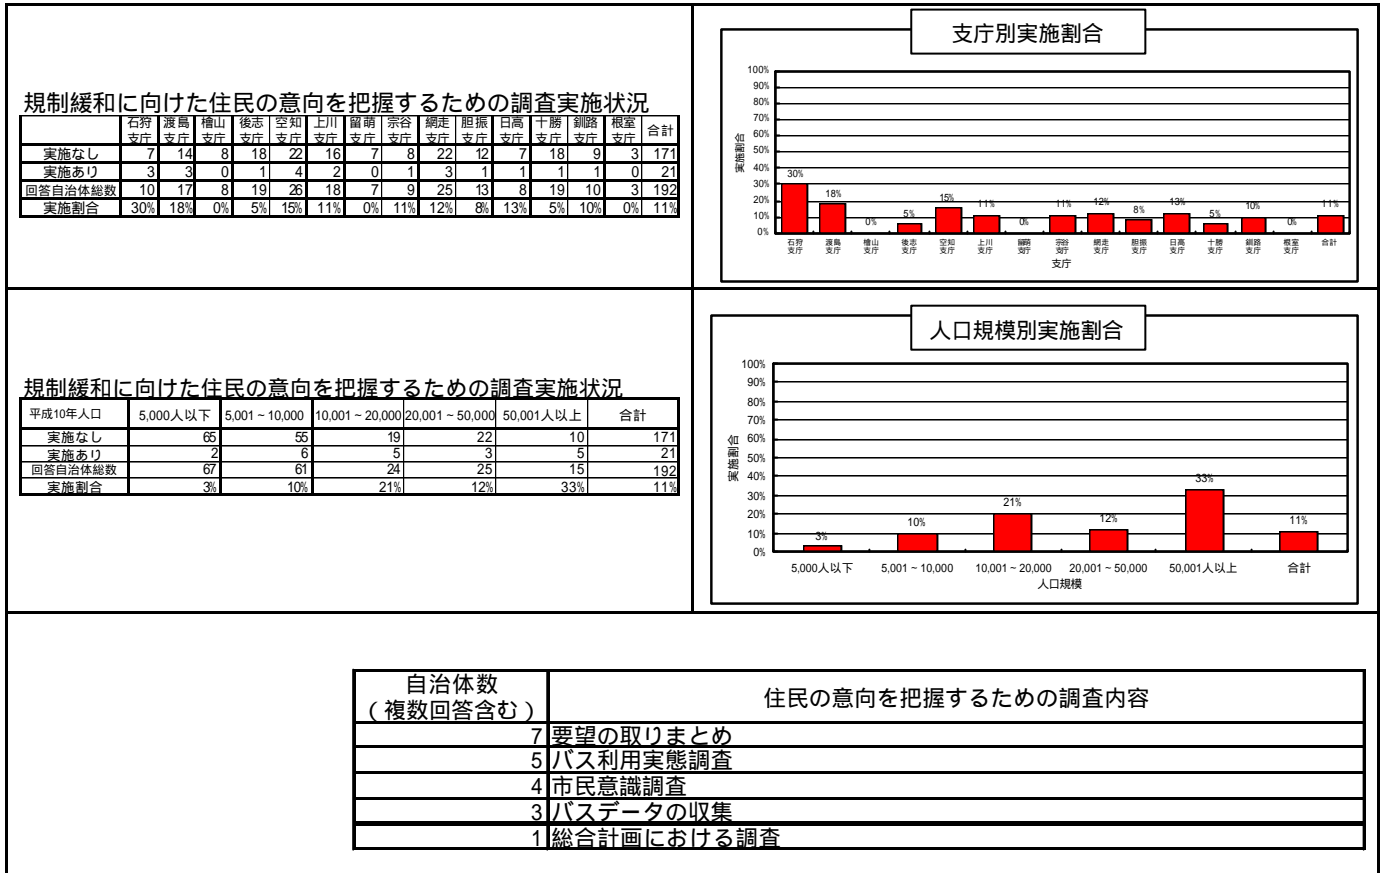 規制緩和に向けた住民の意向を把握するための調査実施状況
石狩支庁 渡島支庁 檜山支庁 後志支庁 空知支庁 上川支庁 留萌支庁 宗谷支庁 網走支庁 胆振支庁 日高支庁 十勝支庁 釧路支庁 根室支庁 合計
実施なし 7 14 8 18 22 16 7 8 22 12 7 18 9 3 171
実施あり 3 3 0 1 4 2 0 1 3 1 1 1 1 0 21
回答自治体総数 10 17 8 19 26 18 7 9 25 13 8 19 10 3 192
実施割合 30% 18% 0% 5% 15% 11% 0% 11% 12% 8% 13% 5% 10% 0% 11%
支庁別実施割合
実施割合
100%
90%
80%
70%
60%
50%
40%
30%
20%
10%
0%
30% 18% 0% 5% 15% 11% 0% 11% 12% 8% 13% 5% 10% 0% 11%
石狩支庁 渡島支庁 檜山支庁 後志支庁 空知支庁 上川支庁 留萌支庁 宗谷支庁 網走支庁 胆振支庁 日高支庁 十勝支庁 釧路支庁 根室支庁 合計
支庁
規制緩和に向けた住民の意向を把握するための調査実施状況
平成10年人口 5,000人以下 5,001~10,000 10,001~20,000 20,001~50,000 50,001人以上 合計
実施なし 65 55 19 22 10 171
実施あり 2 6 5 3 5 21
回答自治体総数 67 61 24 25 15 192
実施割合 3% 10% 21% 12% 33% 11%
人口規模別実施割合
実施割合
100%
90%
80%
70%
60%
50%
40%
30%
20%
10%
0%
3% 10% 21% 12% 33% 11%
5,000人以下 5,001~10,000 10,001~20,000 20,001~50,000 50,001人以上 合計
人口規模
自治体数
(複数回答含む)
住民の意向を把握するための調査内容
7 要望の取りまとめ
5 バス利用実態調査
4 市民意識調査
3 バスデータの収集
1 総合計画における調査